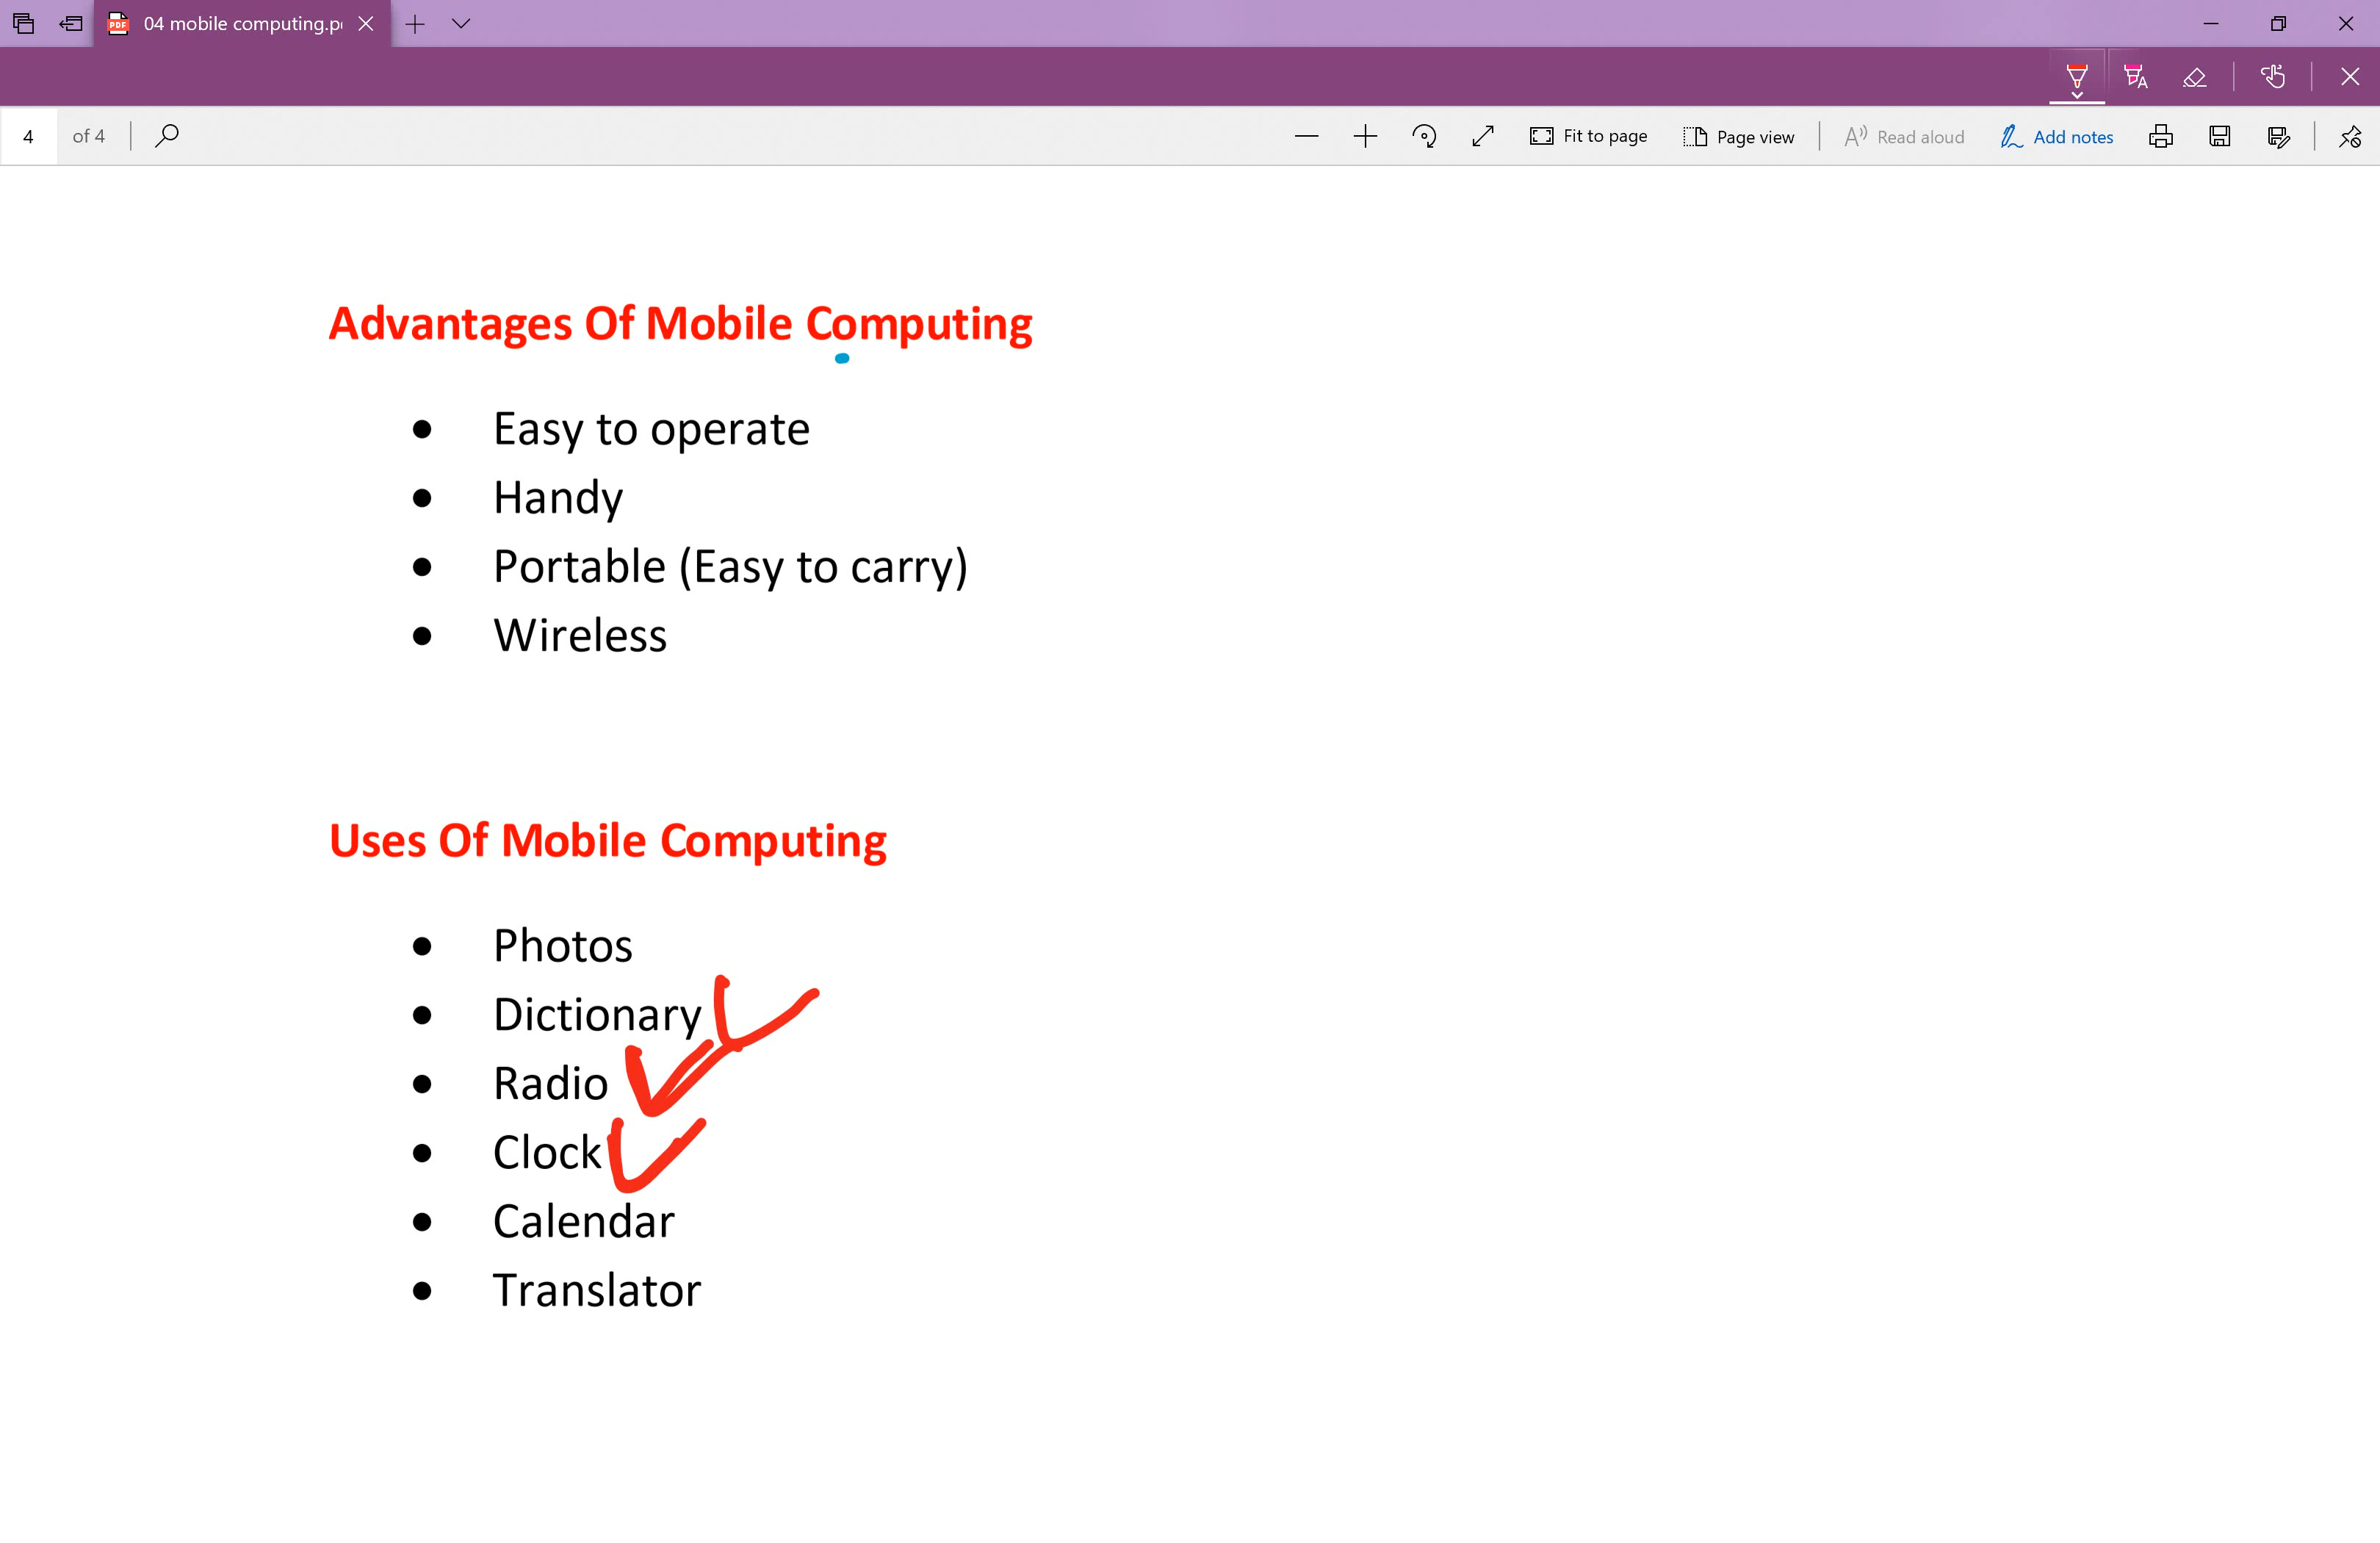 04 mobile computing.p
4 of 4
Fit to page
Page view
Read aloud
Add notes
Advantages Of Mobile Computing
• Easy to operate
• Handy
• Portable (Easy to carry)
• Wireless
Uses Of Mobile Computing
• Photos
• Dictionary
• Radio
• Clock
• Calendar
• Translator